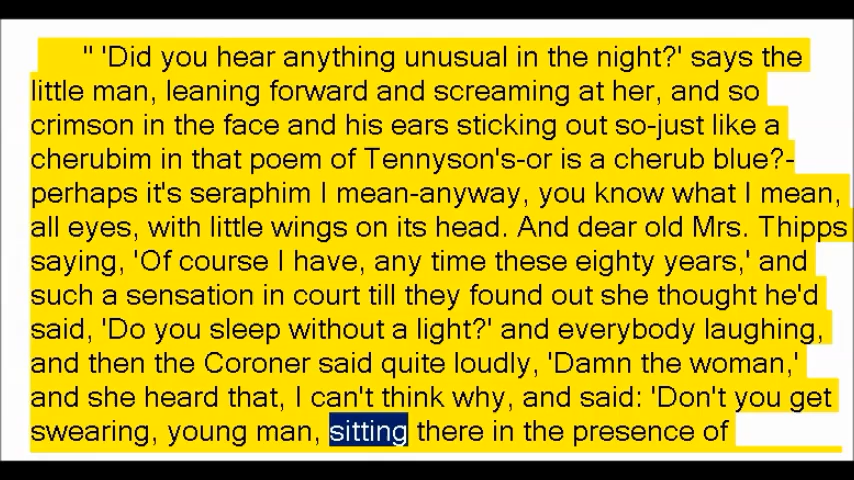 " 'Did you hear anything unusual in the night?' says the
little man, leaning forward and screaming at her, and so
crimson in the face and his ears sticking out so-just like a
cherubim in that poem of Tennyson's-or is a cherub blue?-
perhaps it's seraphim I mean-anyway, you know what I mean,
all eyes, with little wings on its head. And dear old Mrs. Thipps
saying, 'Of course I have, any time these eighty years,' and
such a sensation in court till they found out she thought he'd
said, 'Do you sleep without a light?' and everybody laughing,
and then the Coroner said quite loudly, 'Damn the woman,'
and she heard that, I can't think why, and said: 'Don't you get
swearing, young man, sitting there in the presence of